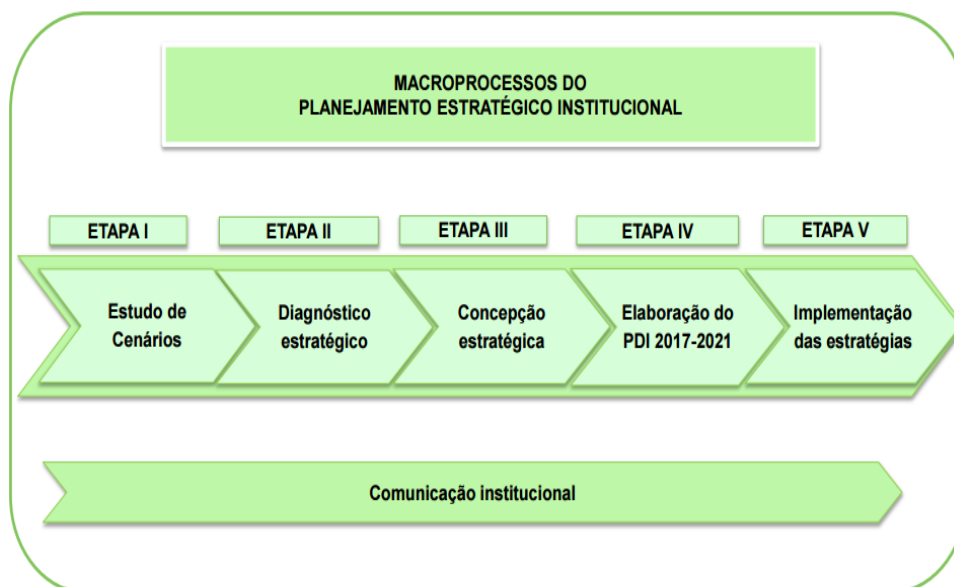 MACROPROCESSOS DO
PLANEJAMENTO ESTRATÉGICO INSTITUCIONAL
ETAPA I
ETAPA II
ETAPA III
ETAPA IV
ETAPA V
Estudo de
Cenários
Diagnóstico
estratégico
Concepção
estratégica
Elaboração do
PDI 2017-2021
Implementação
das estratégias
Comunicação institucional